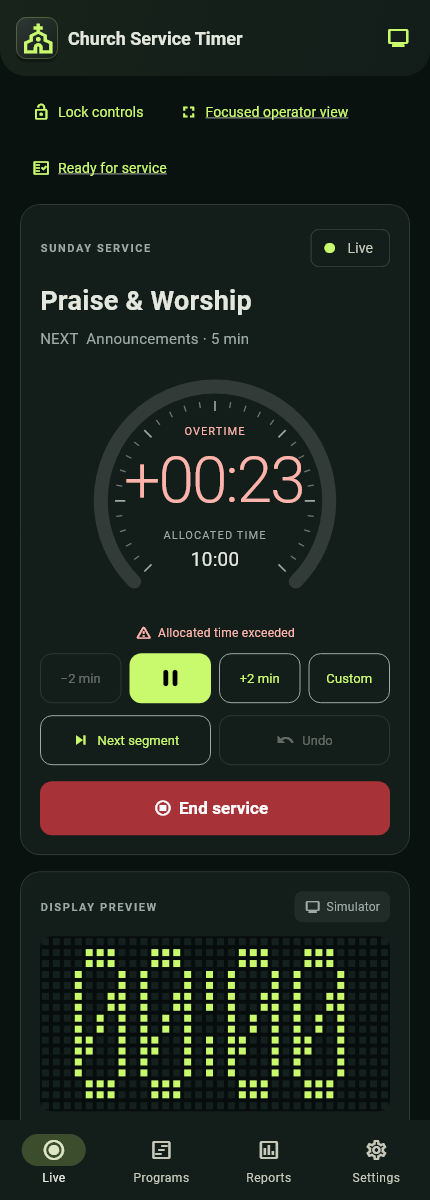 Church Service Timer
Lock controls
Focused operator view
Ready for service
SUNDAY SERVICE
Live
Praise & Worship
NEXT Announcements · 5 min
OVERTIME
+00:23
ALLOCATED TIME
10:00
Allocated time exceeded
−2 min
+2 min
Custom
Next segment
Undo
End service
DISPLAY PREVIEW
Simulator
00:00
Live
Programs
Reports
Settings